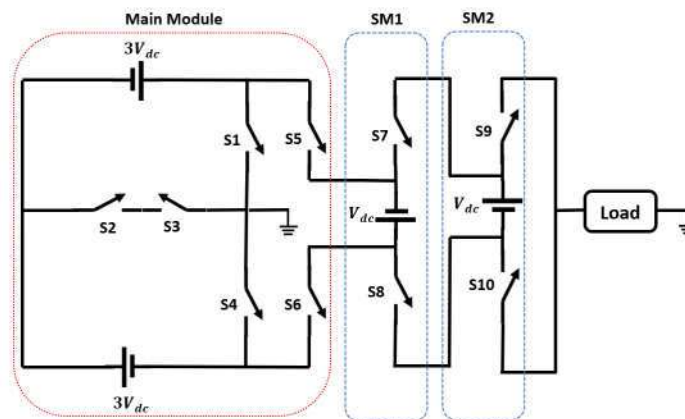 Main Module
SM1
SM2
3V_dc
S1
S5
S7
S9
S2
S3
V_dc
V_dc
Load
S4
S6
S8
S10
3V_dc